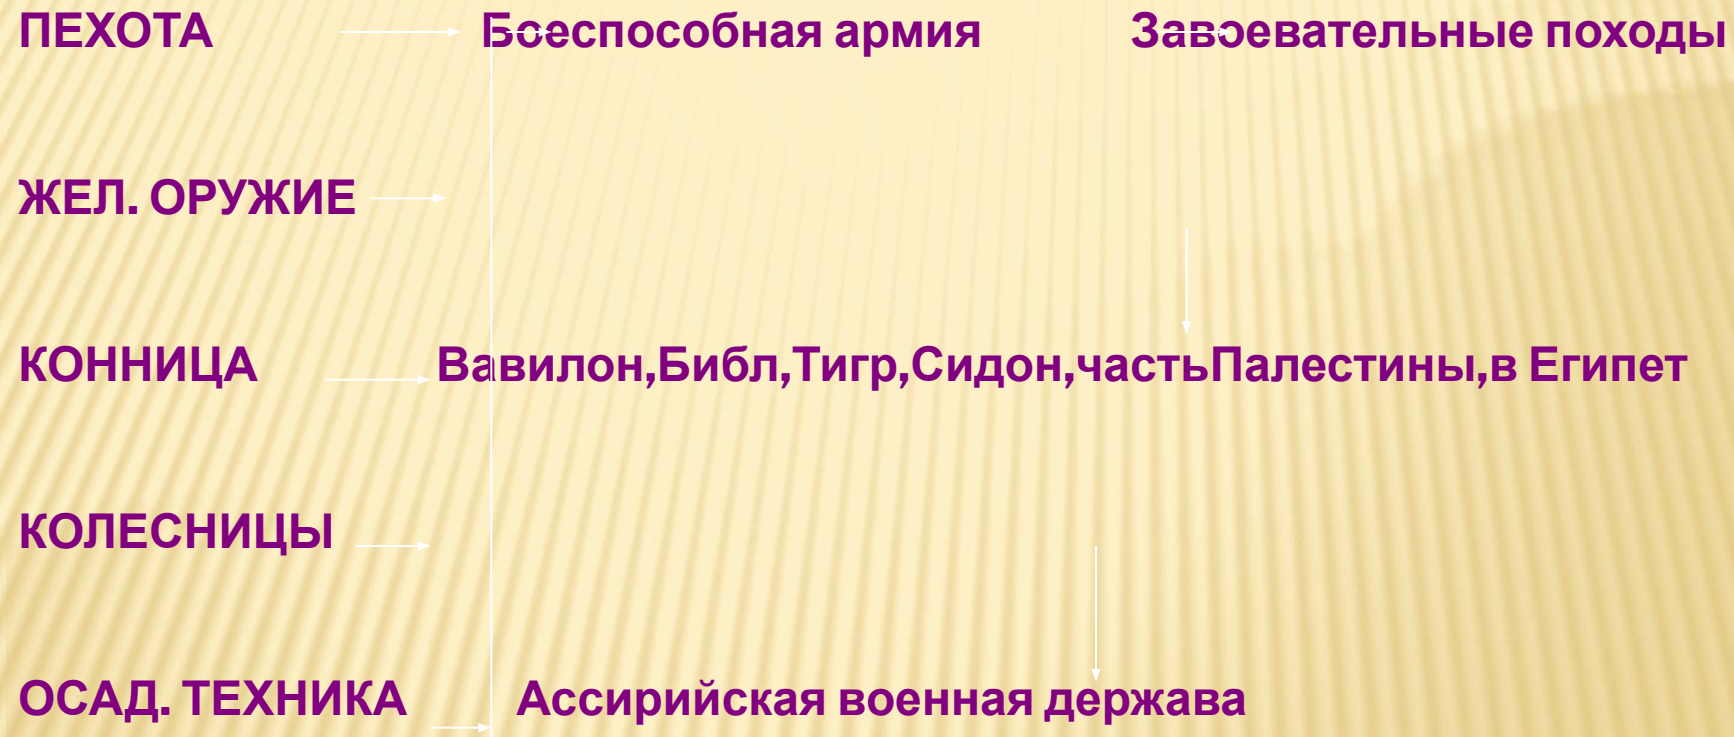 ПЕХОТА Боеспособная армия Завоевательные походы
ЖЕЛ. ОРУЖИЕ
КОННИЦА Вавилон,Библ,Тигр,Сидон,частьПалестины,в Египет
КОЛЕСНИЦЫ
ОСАД. ТЕХНИКА Ассирийская военная держава